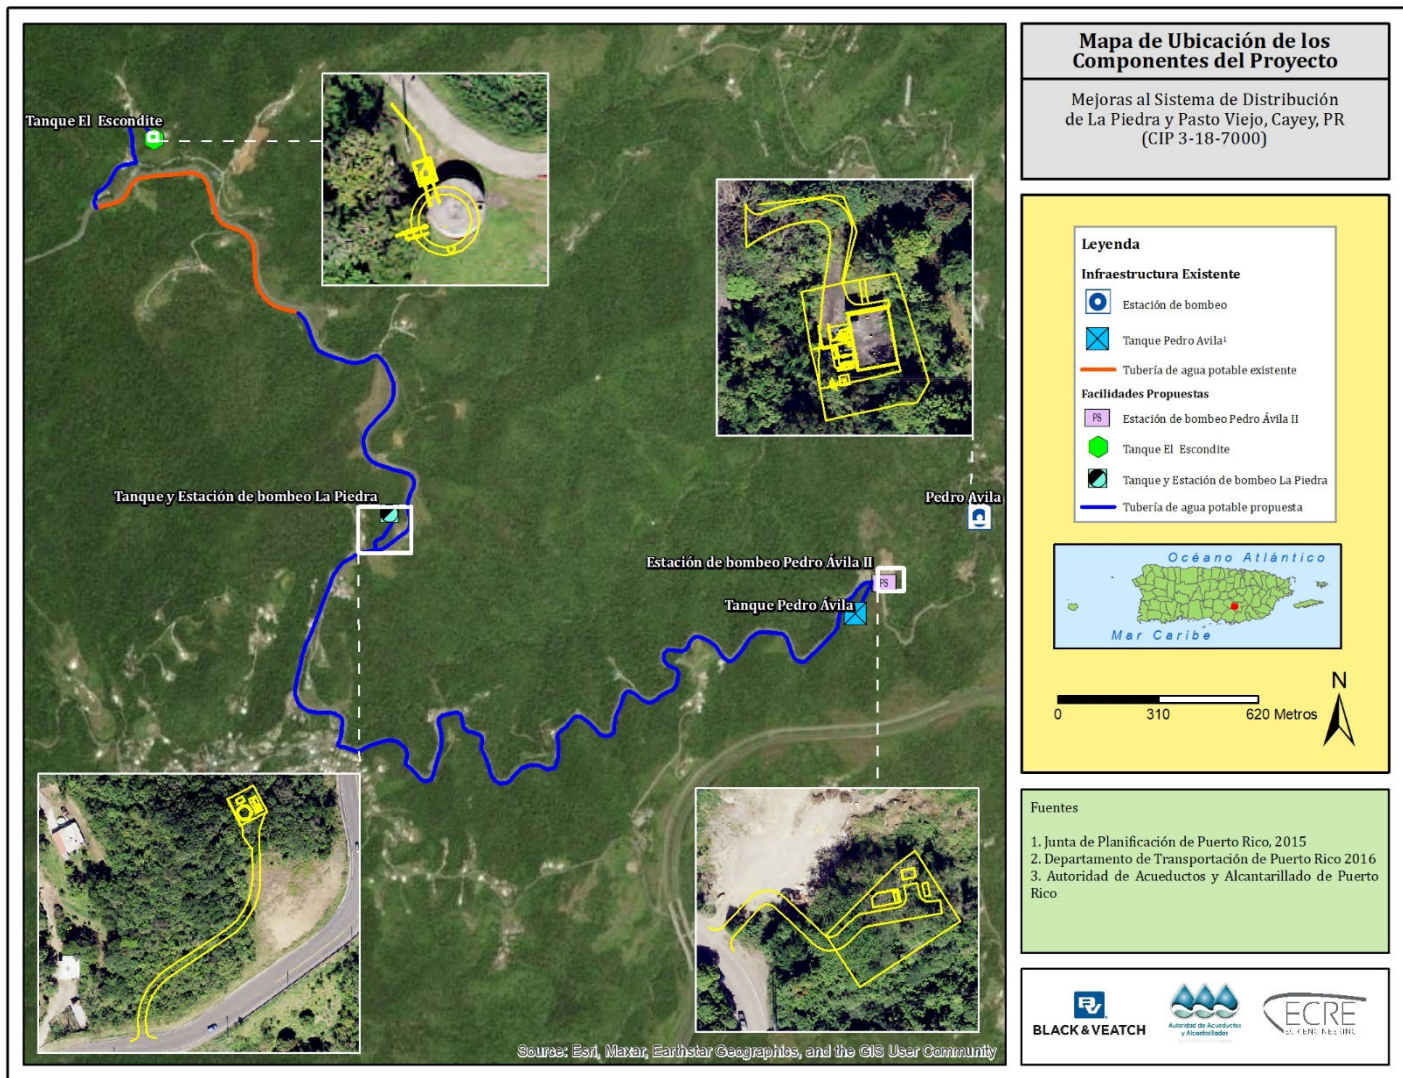 Mapa de Ubicación de los
Componentes del Proyecto
Mejoras al Sistema de Distribución
de La Piedra y Pasto Viejo, Cayey, PR
(CIP 3-18-7000)
Tanque El Escondite
Tanque y Estación de bombeo La Piedra
Pedro Avila
Estación de bombeo Pedro Ávila II
PS
Tanque Pedro Ávila
Source: Esri, Maxar, Earthstar Geographics, and the GIS User Community
Leyenda
Infraestructura Existente
Estación de bombeo
Tanque Pedro Avila¹
Tubería de agua potable existente
Facilidades Propuestas
PS Estación de bombeo Pedro Ávila II
Tanque El Escondite
Tanque y Estación de bombeo La Piedra
Tubería de agua potable propuesta
Océano Atlántico
Mar Caribe
N
0 310 620 Metros
Fuentes
1. Junta de Planificación de Puerto Rico, 2015
2. Departamento de Transportación de Puerto Rico 2016
3. Autoridad de Acueductos y Alcantarillado de Puerto
Rico
BV
BLACK & VEATCH
Autoridad de Acueductos
y Alcantarillados
ECRE